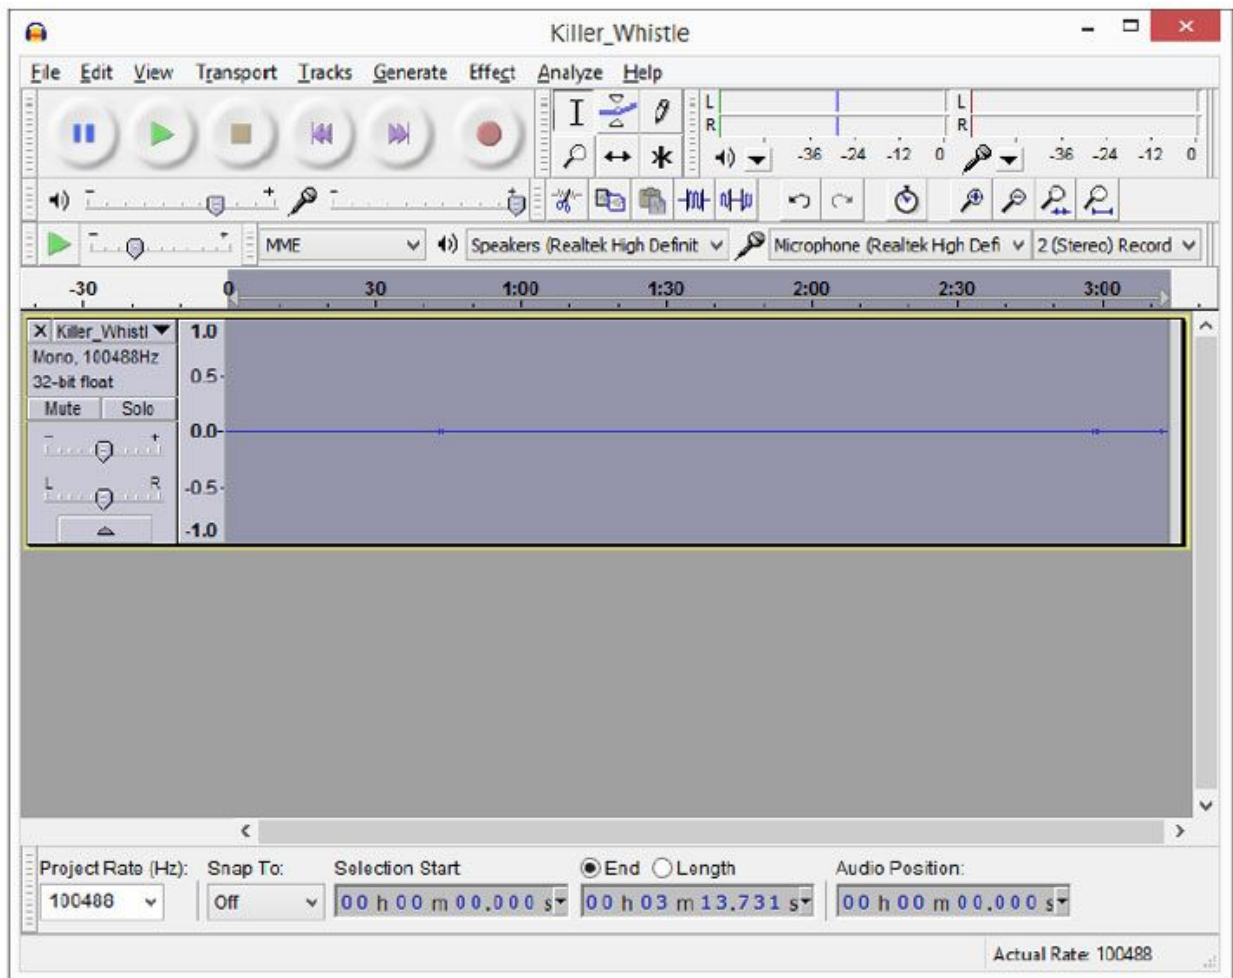 Killer_Whistle
File Edit View Transport Tracks Generate Effect Analyze Help
L
R
-36 -24 -12 0
L
R
-36 -24 -12 0
- +
- +
- + MME Speakers (Realtek High Definit Microphone (Realtek High Defi 2 (Stereo) Record
-30 0 30 1:00 1:30 2:00 2:30 3:00
X Killer_Whistl 1.0
Mono, 100488Hz
32-bit float 0.5
Mute Solo
- + 0.0
L R -0.5
-1.0
Project Rate (Hz): Snap To: Selection Start End Length Audio Position:
100488 Off 00 h 00 m 00.000 s 00 h 03 m 13.731 s 00 h 00 m 00.000 s
Actual Rate: 100488